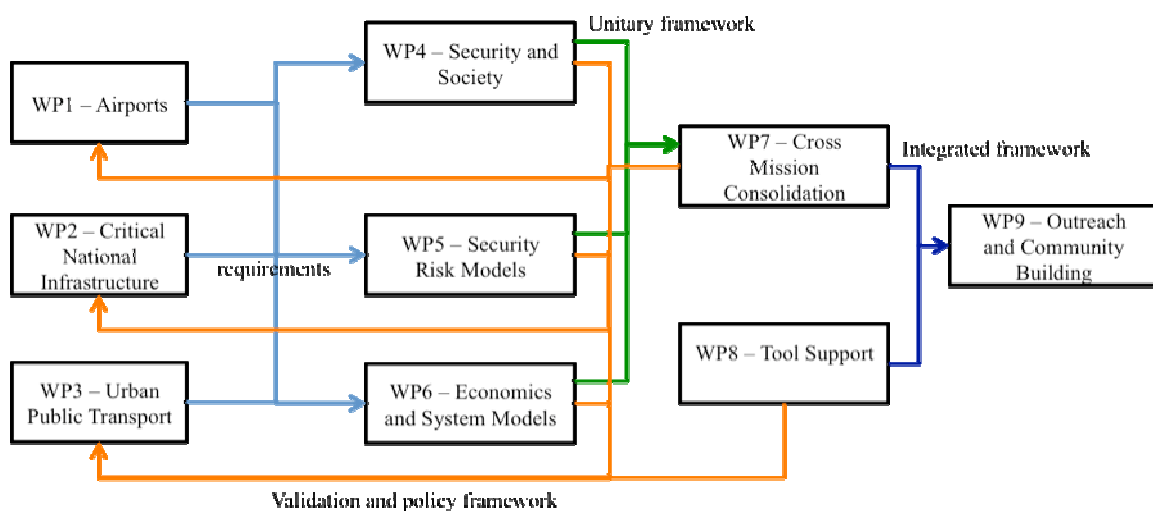 Unitary framework
WP4 – Security and
Society
WP1 – Airports
WP7 – Cross
Mission
Consolidation
Integrated framework
WP2 – Critical
National
Infrastructure
requirements
WP5 – Security
Risk Models
WP9 – Outreach
and Community
Building
WP8 – Tool Support
WP3 – Urban
Public Transport
WP6 – Economics
and System Models
Validation and policy framework